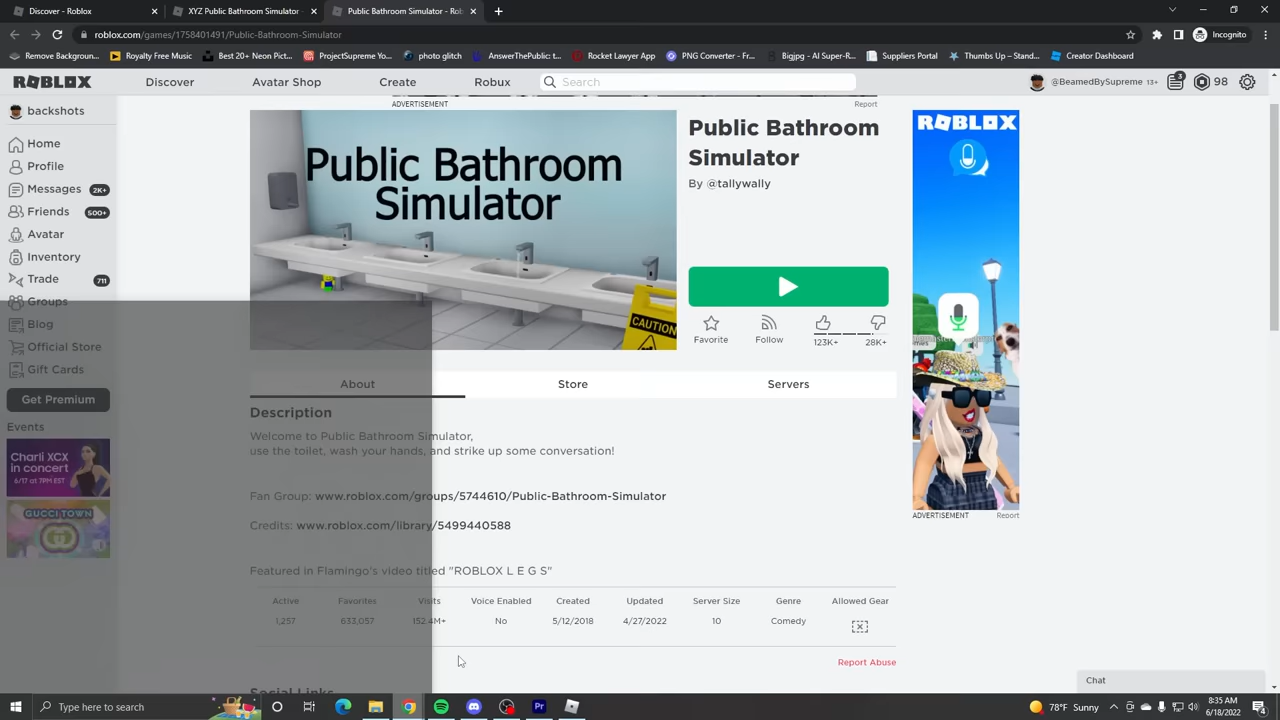 Public Bathroom Simulator - Rob
XYZ Public Bathroom Simulator
Public Bathroom Simulator - Rob
roblox.com/games/1758401491/Public-Bathroom-Simulator
Incognito
Remove Backgroun...
Royalty Free Music
Best 20+ Neon Pict...
ProjectSupreme Yo...
photo glitch
AnswerThePublic: t...
Rocket Lawyer App
PNG Converter - Fr...
Bigjpg - AI Super-R...
Suppliers Portal
Thumbs Up – Stand...
Creator Dashboard
ROBLOX
Discover
Avatar Shop
Create
Robux
Search
@BeamedBySupreme 13+
3
98
backshots
Home
Profile
Messages 2K+
Friends 500+
Avatar
Inventory
Trade 711
Groups
Blog
Official Store
Gift Cards
Get Premium
Events
Charli XCX
in concert
6/17 at 7PM EST
GUCCI TOWN
ADVERTISEMENT
Report
Public Bathroom
Simulator
CAUTION
Public Bathroom
Simulator
By @tallywally
Favorite
Follow
123K+
28K+
About
Store
Servers
Description
Welcome to Public Bathroom Simulator,
use the toilet, wash your hands, and strike up some conversation!
Fan Group: www.roblox.com/groups/5744610/Public-Bathroom-Simulator
Credits: www.roblox.com/library/5499440588
Featured in Flamingo's video titled "ROBLOX L E G S"
Active Favorites Visits Voice Enabled Created Updated Server Size Genre Allowed Gear
1,257 633,057 152.4M+ No 5/12/2018 4/27/2022 10 Comedy
Report Abuse
Social Links
ROBLOX
ADVERTISEMENT
Report
Chat
Type here to search
78°F Sunny
8:35 AM
6/18/2022